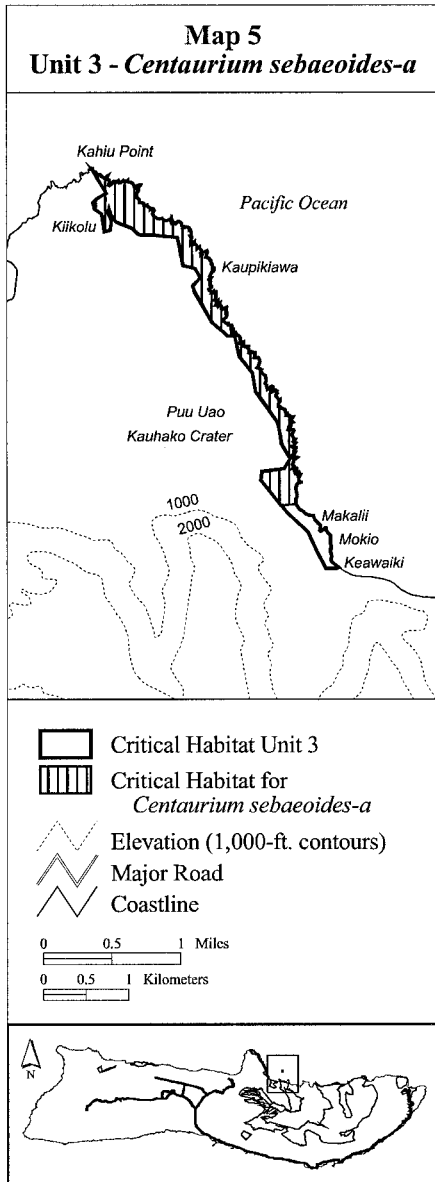 Map 5
Unit 3 - Centaurium sebaeoides-a
Kahiu Point
Pacific Ocean
Kiikolu
Kaupikiawa
Puu Uao
Kauhako Crater
1000
2000
Makalii
Mokio
Keawaiki
Critical Habitat Unit 3
Critical Habitat for
Centaurium sebaeoides-a
Elevation (1,000-ft. contours)
Major Road
Coastline
0 0.5 1 Miles
0 0.5 1 Kilometers
N